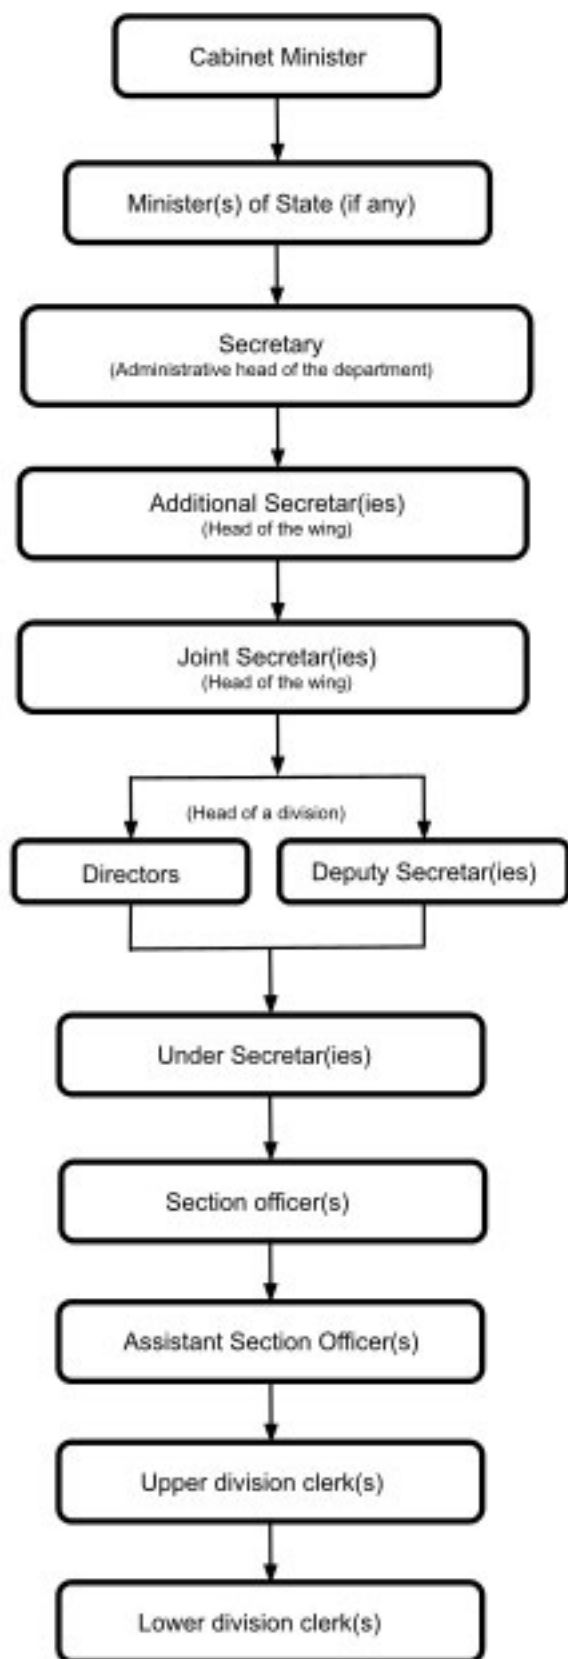 Cabinet Minister
Minister(s) of State (if any)
Secretary
(Administrative head of the department)
Additional Secretar(ies)
(Head of the wing)
Joint Secretar(ies)
(Head of the wing)
(Head of a division)
Directors
Deputy Secretar(ies)
Under Secretar(ies)
Section officer(s)
Assistant Section Officer(s)
Upper division clerk(s)
Lower division clerk(s)